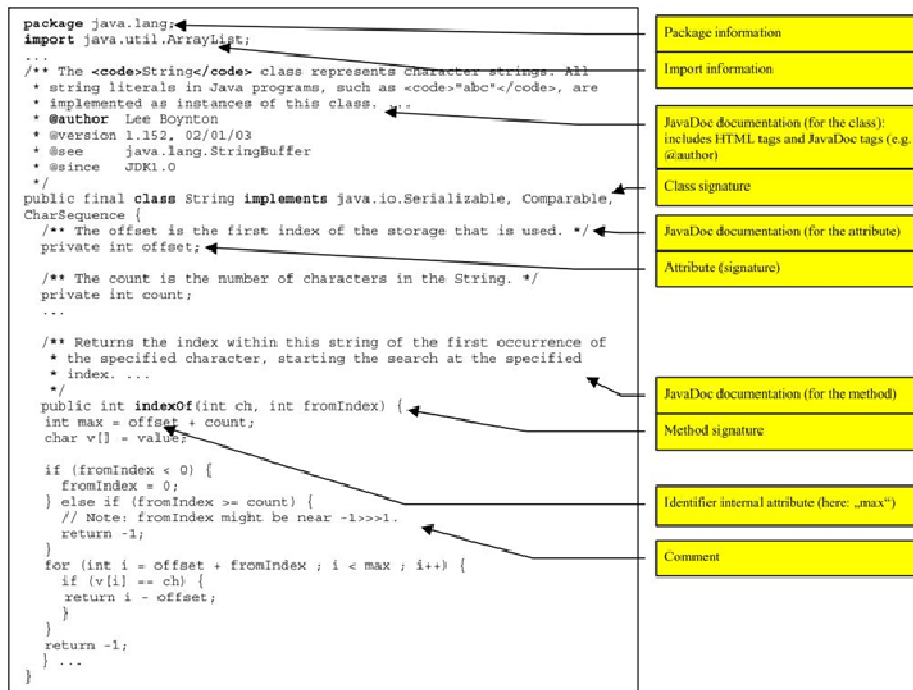 package java.lang;
import java.util.ArrayList;
...
/** The <code>String</code> class represents character strings. All
* string literals in Java programs, such as <code>"abc"</code>, are
* implemented as instances of this class. ...
* @author Lee Boynton
* @version 1.152, 02/01/03
* @see java.lang.StringBuffer
* @since JDK1.0
*/
public final class String implements java.io.Serializable, Comparable,
CharSequence {
/** The offset is the first index of the storage that is used. */
private int offset;
/** The count is the number of characters in the String. */
private int count;
...
/** Returns the index within this string of the first occurrence of
* the specified character, starting the search at the specified
* index. ...
*/
public int indexOf(int ch, int fromIndex) {
int max = offset + count;
char v[] = value;
if (fromIndex < 0) {
fromIndex = 0;
} else if (fromIndex >= count) {
// Note: fromIndex might be near -1>>>1.
return -1;
}
for (int i = offset + fromIndex ; i < max ; i++) {
if (v[i] == ch) {
return i - offset;
}
}
return -1;
} ...
}
Package information
Import information
JavaDoc documentation (for the class):
includes HTML tags and JavaDoc tags (e.g.
@author)
Class signature
JavaDoc documentation (for the attribute)
Attribute (signature)
JavaDoc documentation (for the method)
Method signature
Identifier internal attribute (here: „max“)
Comment